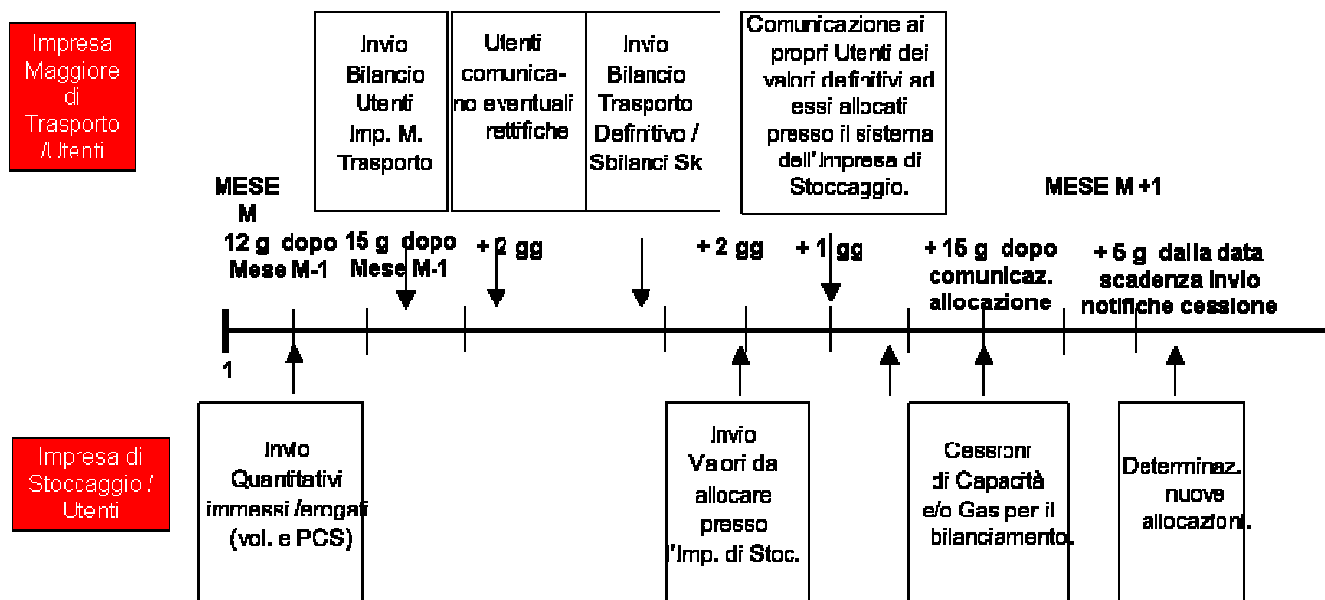 Impresa
Maggiore
di
Trasporto
/Utenti
Invio
Bilancio
Utenti
Imp. M.
Trasporto
Utenti
comunica-
no eventuali
rettifiche
Invio
Bilancio
Trasporto
Definitivo /
Sbilanci Sk
Comunicazione ai
propri Utenti dei
valori definitivi ad
essi allocati
presso il sistema
dell'Impresa di
Stoccaggio.
MESE
M
MESE M +1
12 g dopo
Mese M-1
15 g dopo
Mese M-1
+ 2 gg
+ 2 gg
+ 1 gg
+ 15 g dopo
comunicaz.
allocazione
+ 5 g dalla data
scadenza invio
notifiche cessione
1
Impresa di
Stoccaggio /
Utenti
Invio
Quantitativi
immessi /erogati
(vol. e PCS)
Invio
Vaori da
allocare
presso
l'Imp. di Stoc.
Cessioni
di Capacità
e/o Gas per il
bilanciamento.
Determinaz.
nuove
allocazioni.